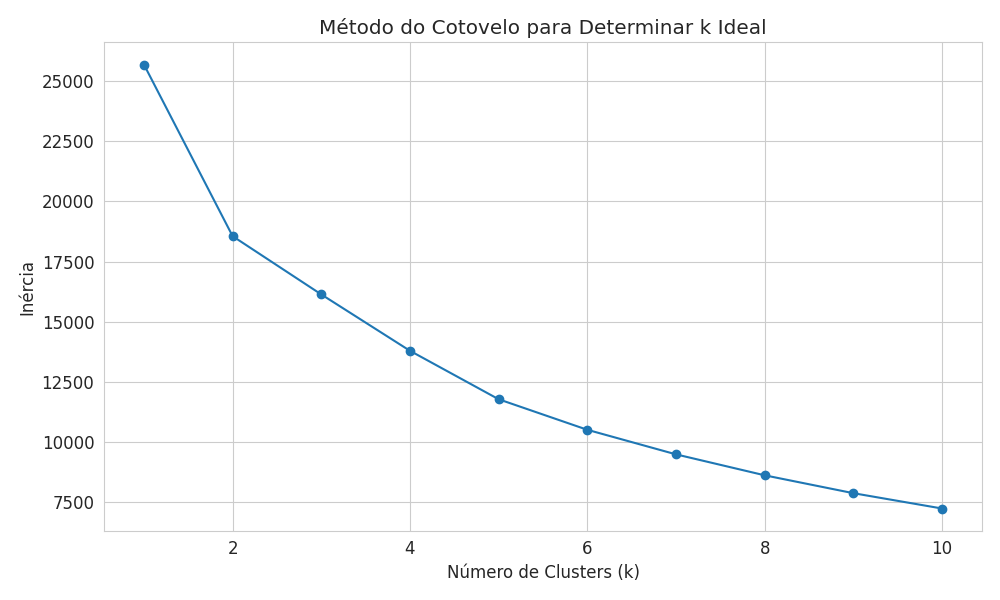 Método do Cotovelo para Determinar k Ideal
25000
22500
20000
17500
15000
12500
10000
7500
Inércia
2 4 6 8 10
Número de Clusters (k)